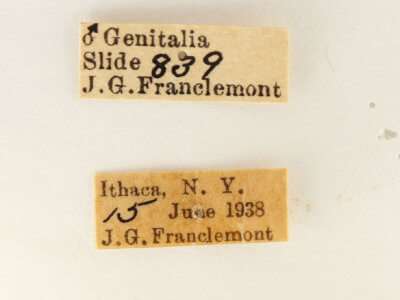 ♂ Genitalia
Slide 839
J.G.Franclemont
Ithaca, N. Y.
15 June 1938
J.G. Franclemont